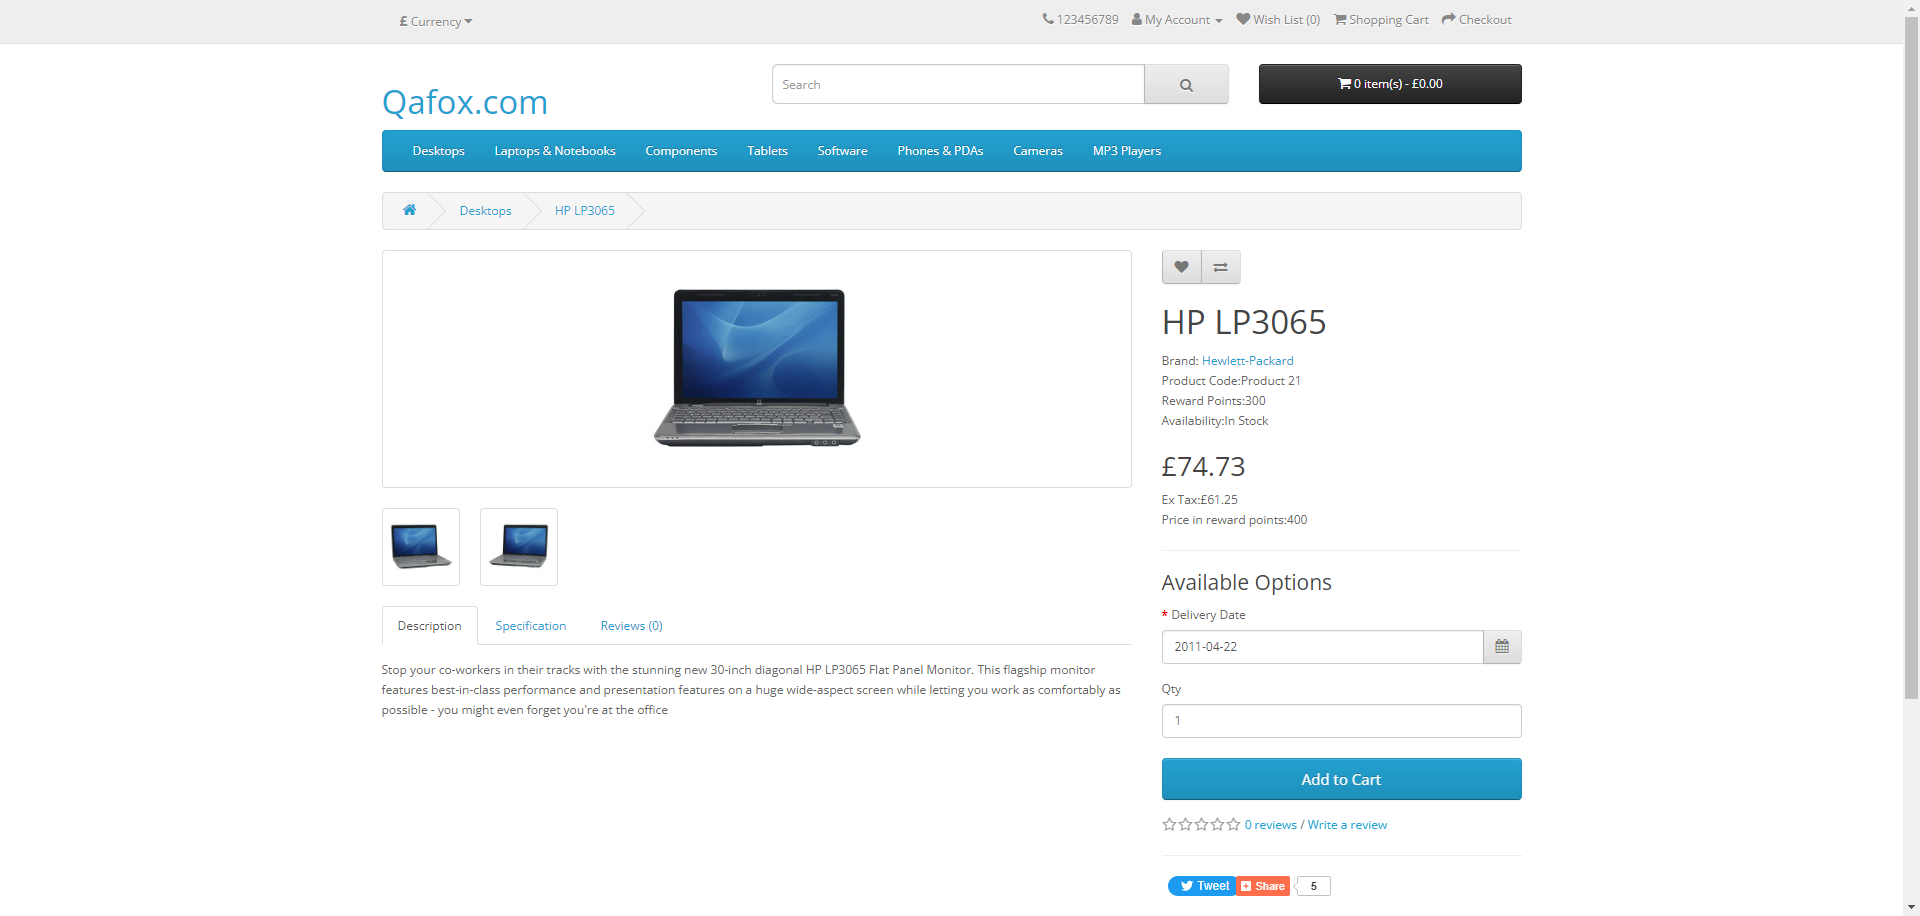 £ Currency
123456789 My Account Wish List (0) Shopping Cart Checkout
Qafox.com
Search
0 item(s) - £0.00
Desktops Laptops & Notebooks Components Tablets Software Phones & PDAs Cameras MP3 Players
Desktops HP LP3065
HP LP3065
Brand: Hewlett-Packard
Product Code:Product 21
Reward Points:300
Availability:In Stock
£74.73
Ex Tax:£61.25
Price in reward points:400
Available Options
* Delivery Date
2011-04-22
Qty
1
Add to Cart
0 reviews / Write a review
Tweet Share 5
Description Specification Reviews (0)
Stop your co-workers in their tracks with the stunning new 30-inch diagonal HP LP3065 Flat Panel Monitor. This flagship monitor
features best-in-class performance and presentation features on a huge wide-aspect screen while letting you work as comfortably as
possible - you might even forget you're at the office